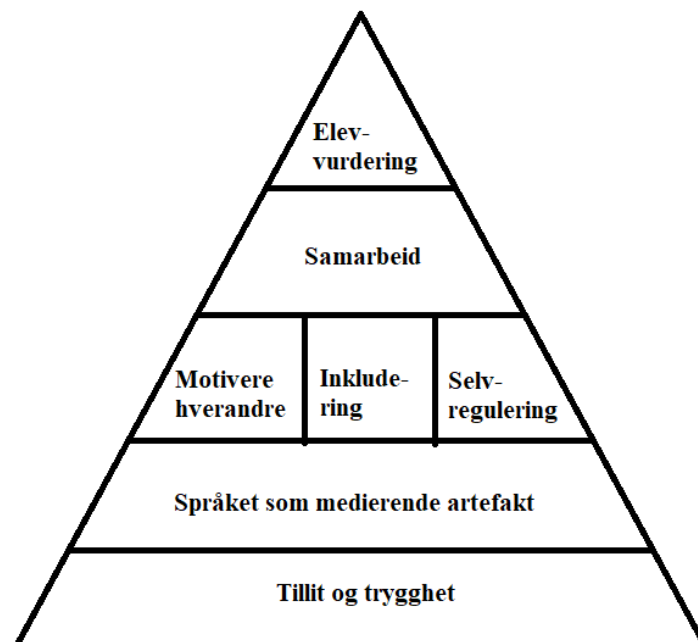 Elev-
vurdering
Samarbeid
Motivere
hverandre
Inklude-
ring
Selv-
regulering
Språket som medierende artefakt
Tillit og trygghet